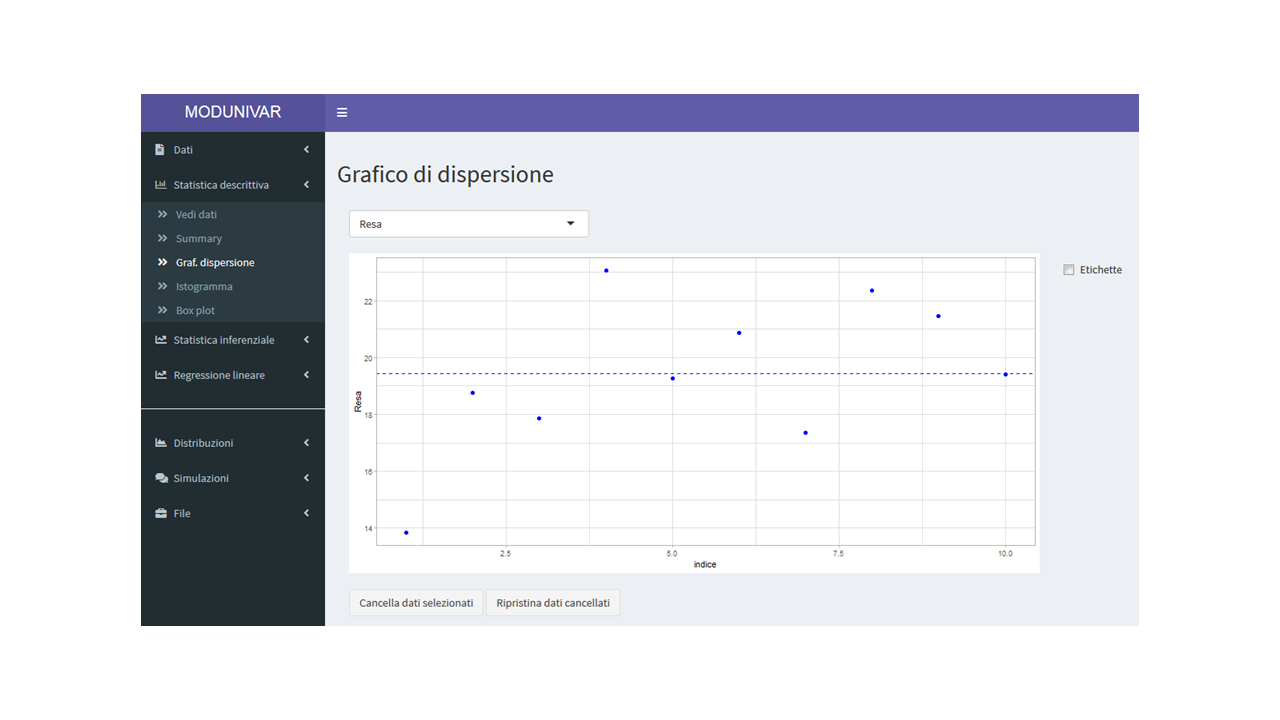 MODUNIVAR
Dati
Statistica descrittiva
Vedi dati
Summary
Graf. dispersione
Istogramma
Box plot
Statistica inferenziale
Regressione lineare
Distribuzioni
Simulazioni
File
Grafico di dispersione
Resa
Etichette
Resa
22
20
18
16
14
2.5 5.0 7.5 10.0
indice
Cancella dati selezionati Ripristina dati cancellati